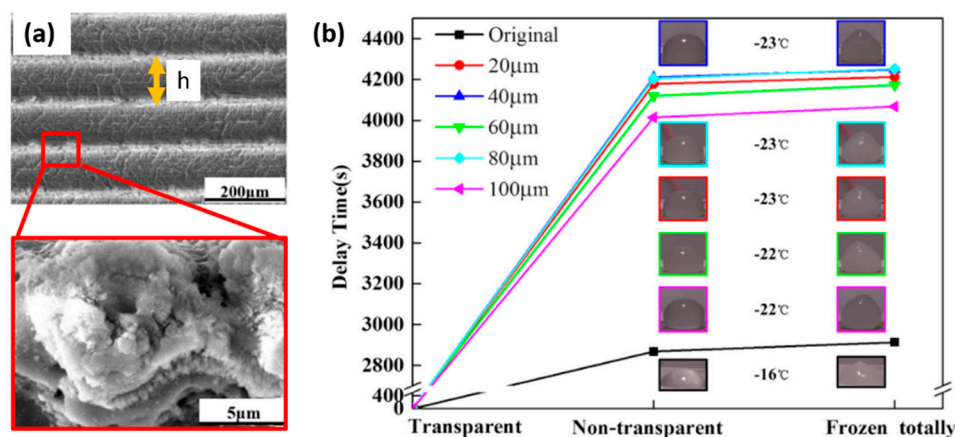 (a)
h
200μm
5μm
(b)
Delay Time(s)
4400
4200
4000
3800
3600
3400
3200
3000
2800
400
0
Original
20μm
40μm
60μm
80μm
100μm
-23℃
-23℃
-23℃
-22℃
-22℃
-16℃
Transparent
Non-transparent
Frozen totally